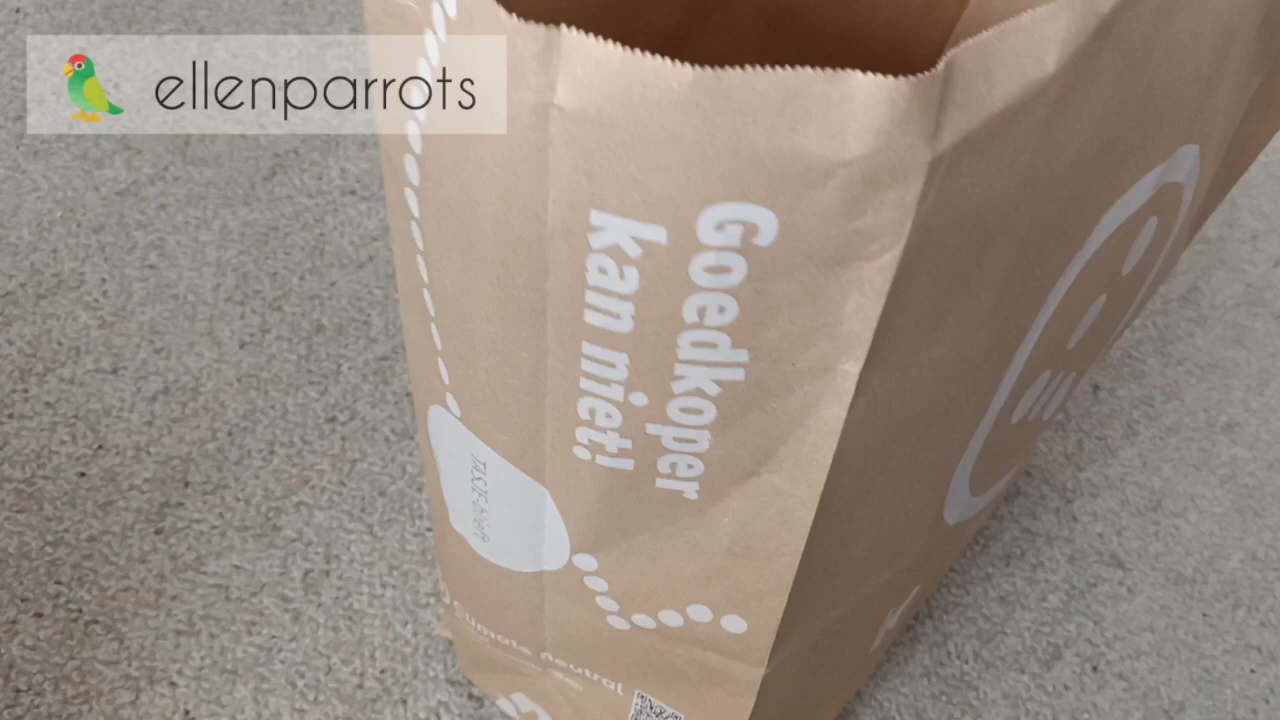 ellenparrots
Goedkoper
kan niet!
Climate neutral